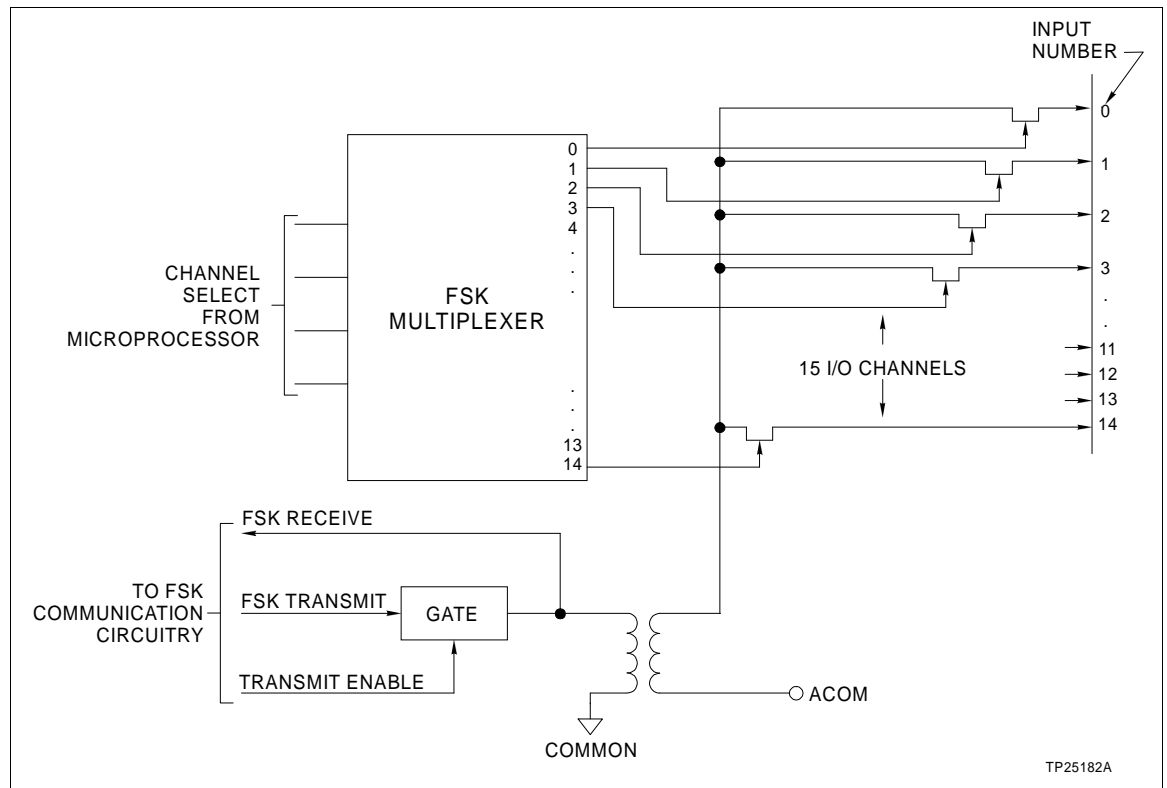 INPUT
NUMBER
0
1
2
3
.
.
11
12
13
14
0
1
2
3
4
.
.
.
FSK
MULTIPLEXER
.
.
.
13
14
CHANNEL
SELECT
FROM
MICROPROCESSOR
15 I/O CHANNELS
FSK RECEIVE
FSK TRANSMIT
TRANSMIT ENABLE
TO FSK
COMMUNICATION
CIRCUITRY
GATE
COMMON
ACOM
TP25182A